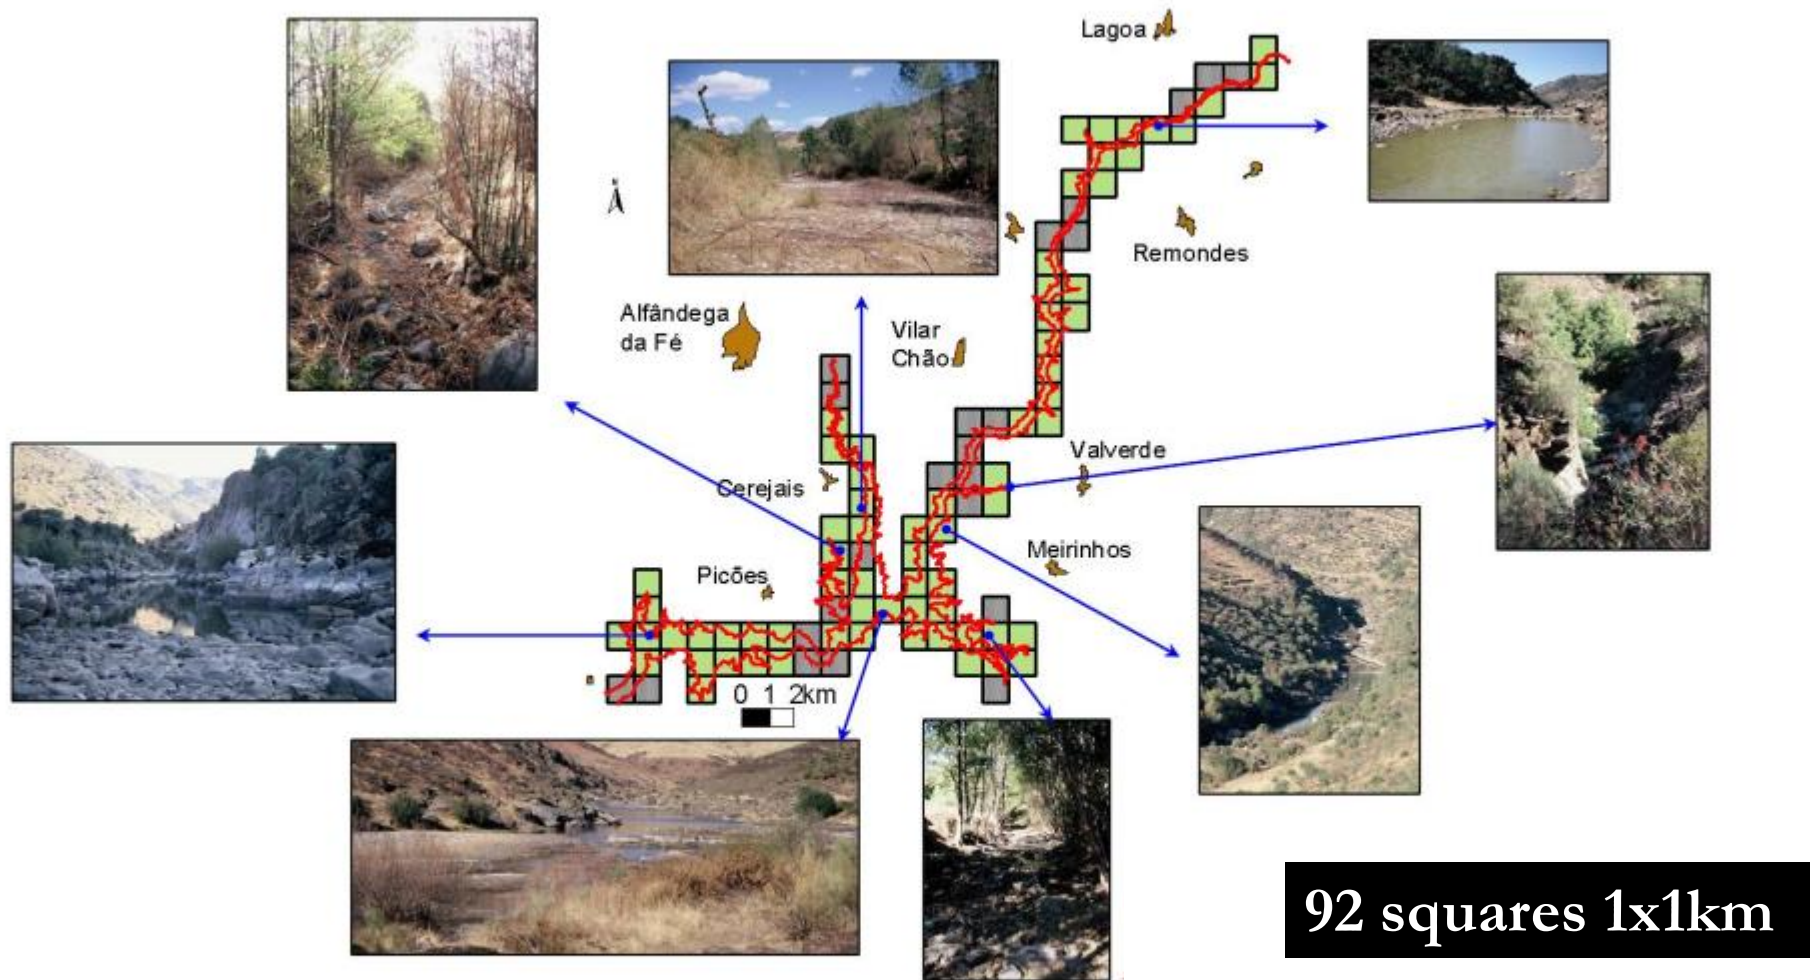 Lagoa
Remondes
Alfândega
da Fé
Vilar
Chão
Valverde
Cerejais
Meirinhos
Picões
0 1 2km
92 squares 1x1km